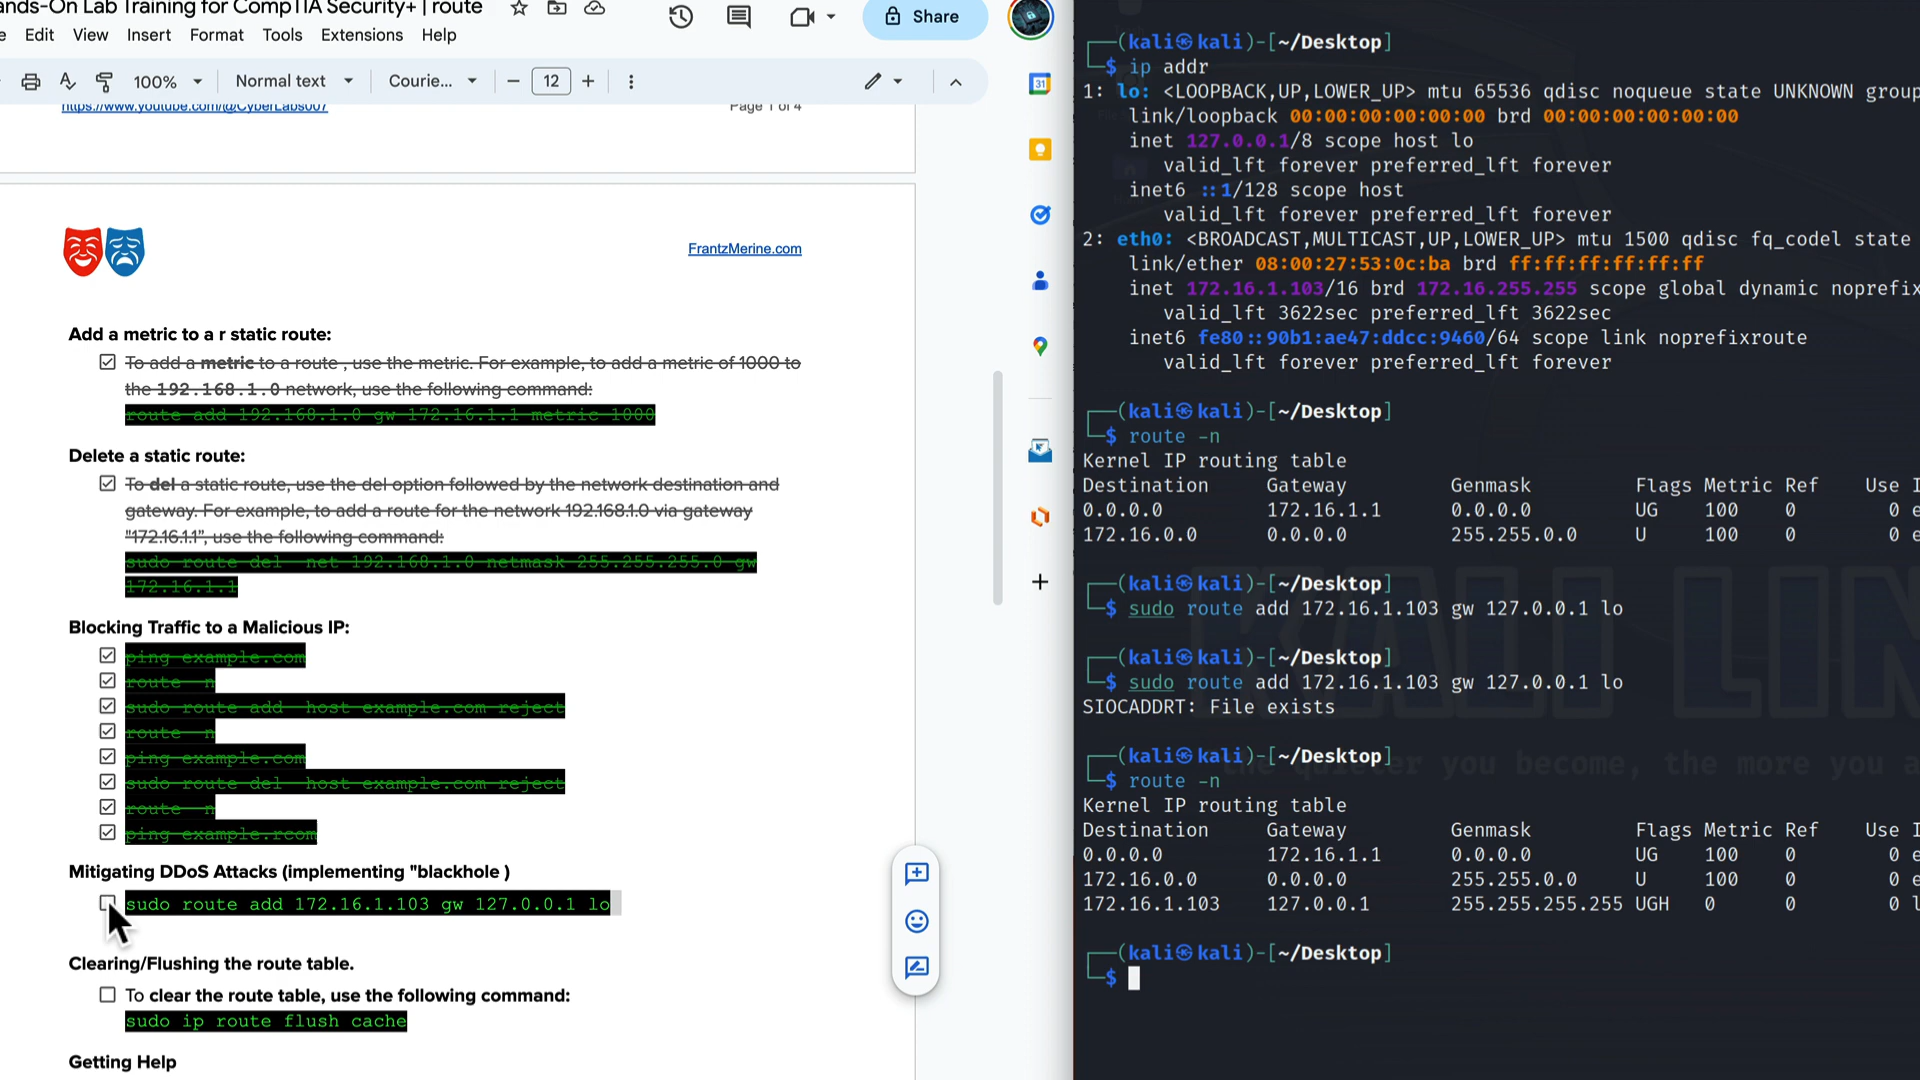 ands-On Lab Training for CompTIA Security+ | route
Share
Edit View Insert Format Tools Extensions Help
100% Normal text Courie... 12
https://www.youtube.com/@CyberLabs007
Page 1 of 4
FrantzMerine.com
Add a metric to a r static route:
To add a metric to a route , use the metric. For example, to add a metric of 1000 to
the 192.168.1.0 network, use the following command:
route add 192.168.1.0 gw 172.16.1.1 metric 1000
Delete a static route:
To del a static route, use the del option followed by the network destination and
gateway. For example, to add a route for the network 192.168.1.0 via gateway
"172.16.1.1", use the following command:
sudo route del -net 192.168.1.0 netmask 255.255.255.0 gw
172.16.1.1
Blocking Traffic to a Malicious IP:
ping example.com
route -n
sudo route add -host example.com reject
route -n
ping example.com
sudo route del -host example.com reject
route -n
ping example.rcom
Mitigating DDoS Attacks (implementing "blackhole )
sudo route add 172.16.1.103 gw 127.0.0.1 lo
Clearing/Flushing the route table.
To clear the route table, use the following command:
sudo ip route flush cache
Getting Help
31
(kali㉿kali)-[~/Desktop]
$ ip addr
1: lo: <LOOPBACK,UP,LOWER_UP> mtu 65536 qdisc noqueue state UNKNOWN group
link/loopback 00:00:00:00:00:00 brd 00:00:00:00:00:00
inet 127.0.0.1/8 scope host lo
valid_lft forever preferred_lft forever
inet6 ::1/128 scope host
valid_lft forever preferred_lft forever
2: eth0: <BROADCAST,MULTICAST,UP,LOWER_UP> mtu 1500 qdisc fq_codel state
link/ether 08:00:27:53:0c:ba brd ff:ff:ff:ff:ff:ff
inet 172.16.1.103/16 brd 172.16.255.255 scope global dynamic noprefix
valid_lft 3622sec preferred_lft 3622sec
inet6 fe80::90b1:ae47:ddcc:9460/64 scope link noprefixroute
valid_lft forever preferred_lft forever
(kali㉿kali)-[~/Desktop]
$ route -n
Kernel IP routing table
Destination Gateway Genmask Flags Metric Ref Use I
0.0.0.0 172.16.1.1 0.0.0.0 UG 100 0 0 e
172.16.0.0 0.0.0.0 255.255.0.0 U 100 0 0 e
(kali㉿kali)-[~/Desktop]
$ sudo route add 172.16.1.103 gw 127.0.0.1 lo
(kali㉿kali)-[~/Desktop]
$ sudo route add 172.16.1.103 gw 127.0.0.1 lo
SIOCADDRT: File exists
(kali㉿kali)-[~/Desktop]
$ route -n
Kernel IP routing table
Destination Gateway Genmask Flags Metric Ref Use I
0.0.0.0 172.16.1.1 0.0.0.0 UG 100 0 0 e
172.16.0.0 0.0.0.0 255.255.0.0 U 100 0 0 e
172.16.1.103 127.0.0.1 255.255.255.255 UGH 0 0 0 l
(kali㉿kali)-[~/Desktop]
$
KALI LIN
the quieter you become, the more you a